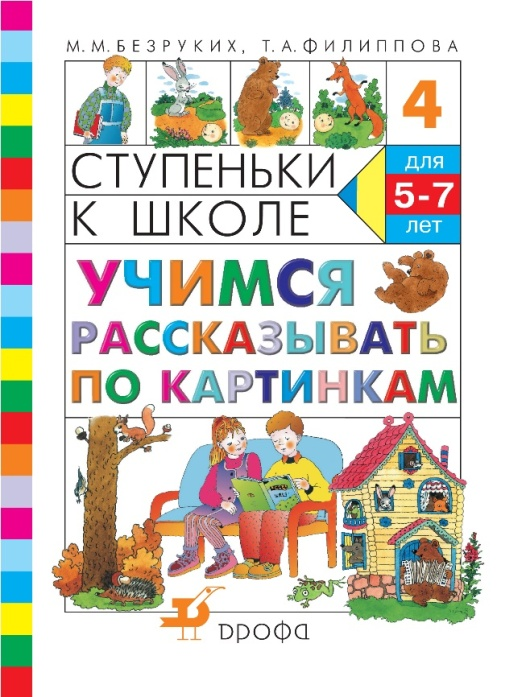 М. М. БЕЗРУКИХ, Т. А. ФИЛИППОВА
4
СТУПЕНЬКИ
К ШКОЛЕ
для
5-7
лет
УЧИМСЯ
РАССКАЗЫВАТЬ
ПО КАРТИНКАМ
дрофа